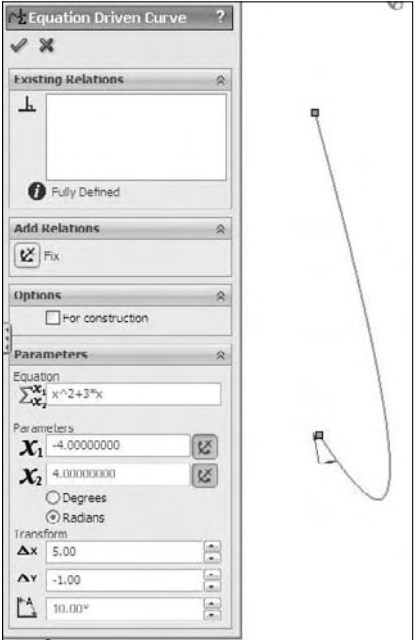 Equation Driven Curve ?
Existing Relations
Fully Defined
Add Relations
Fix
Options
For construction
Parameters
Equation
x^2+3*x
Parameters
X1 -4.00000000
X2 4.00000000
Degrees
Radians
Transform
ΔX 5.00
ΔY -1.00
A 10.00°